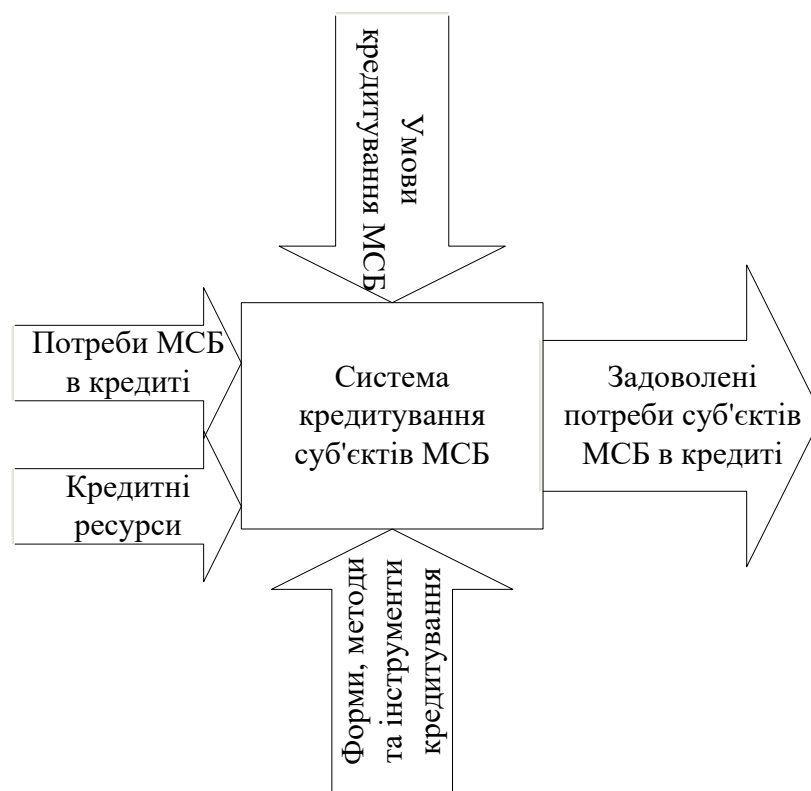 Умови
кредитування МСБ
Потреби МСБ
в кредиті
Кредитні
ресурси
Система
кредитування
суб'єктів МСБ
Задоволені
потреби суб'єктів
МСБ в кредиті
Форми, методи
та інструменти
кредитування